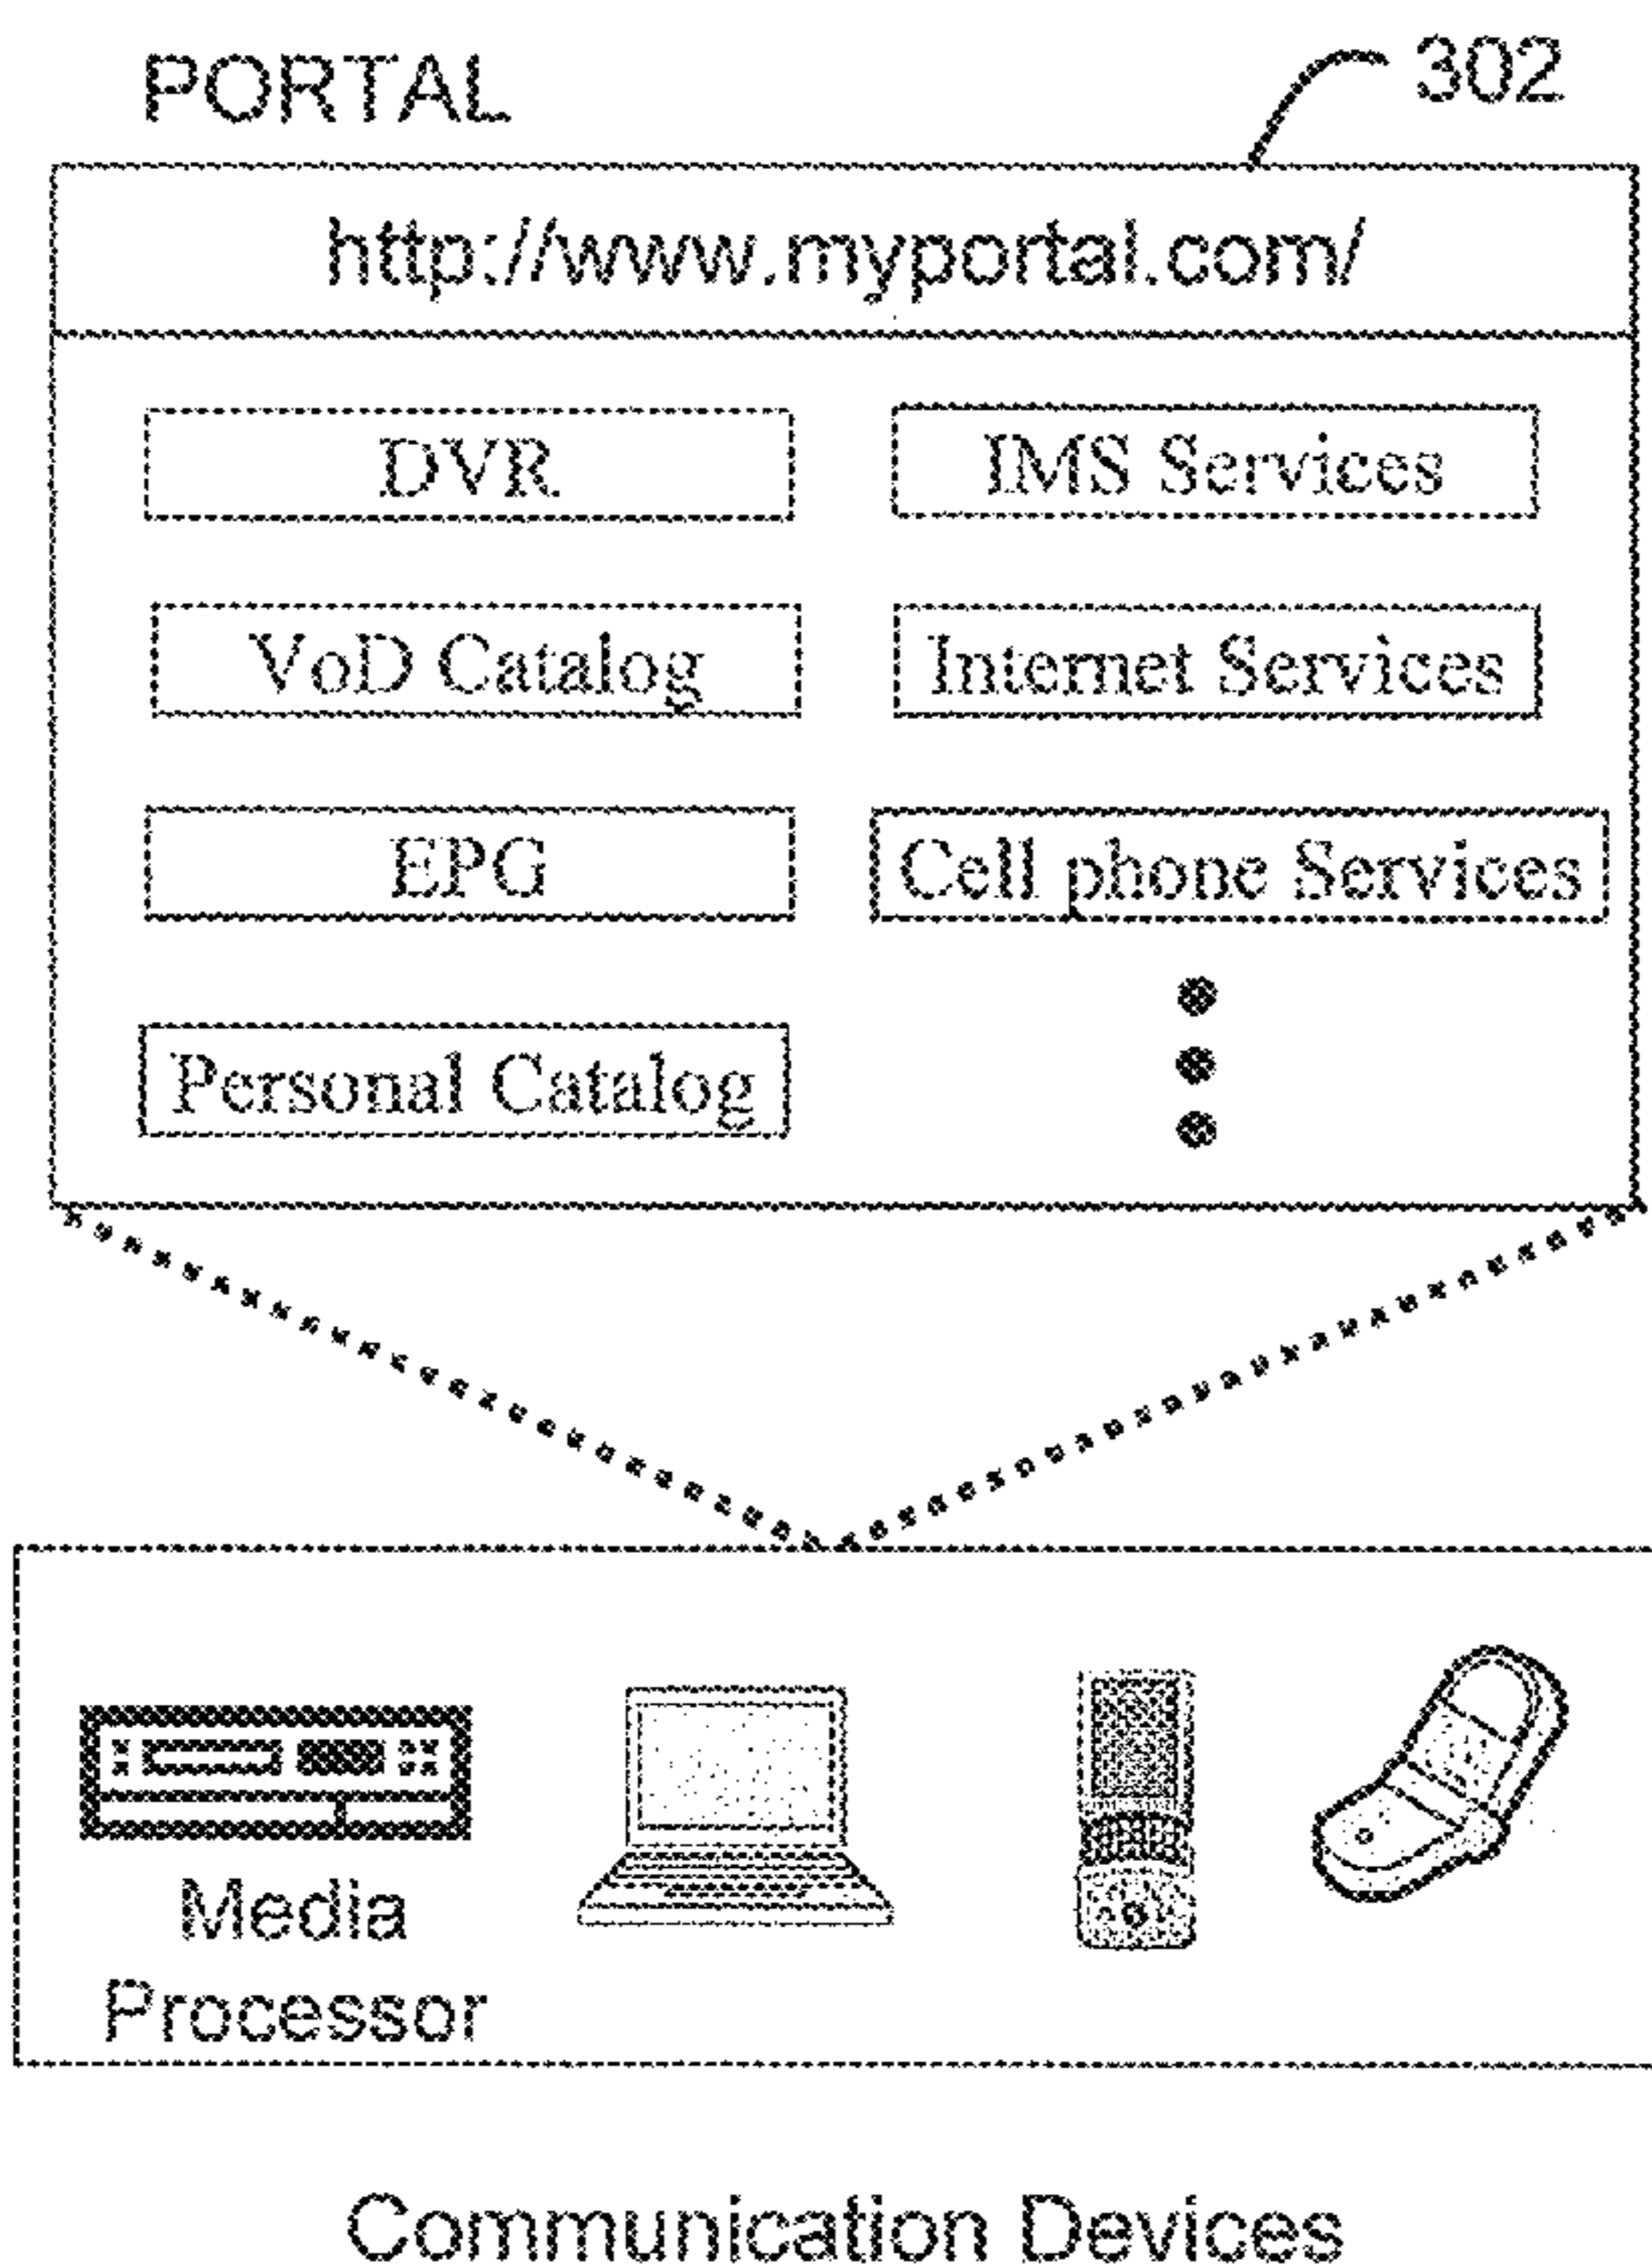 PORTAL
302
http://www.myportal.com/
DVR
IMS Services
VoD Catalog
Internet Services
EPG
Cell phone Services
Personal Catalog
Media
Processor
Communication Devices